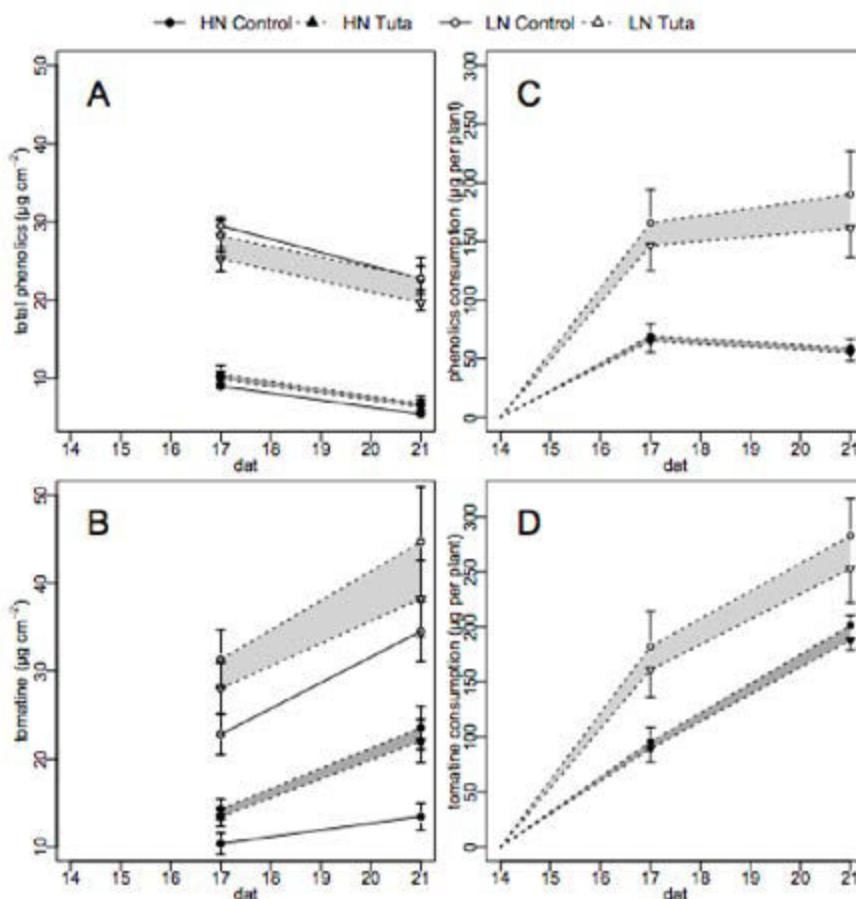 HN Control HN Tuta LN Control LN Tuta
A
total phenolics (µg cm⁻²)
50
40
30
20
10
14 15 16 17 18 19 20 21
dat
C
phenolics consumption (µg per plant)
300
250
200
150
100
50
0
14 15 16 17 18 19 20 21
dat
B
tomatine (µg cm⁻²)
50
40
30
20
10
14 15 16 17 18 19 20 21
dat
D
tomatine consumption (µg per plant)
300
250
200
150
100
50
0
14 15 16 17 18 19 20 21
dat